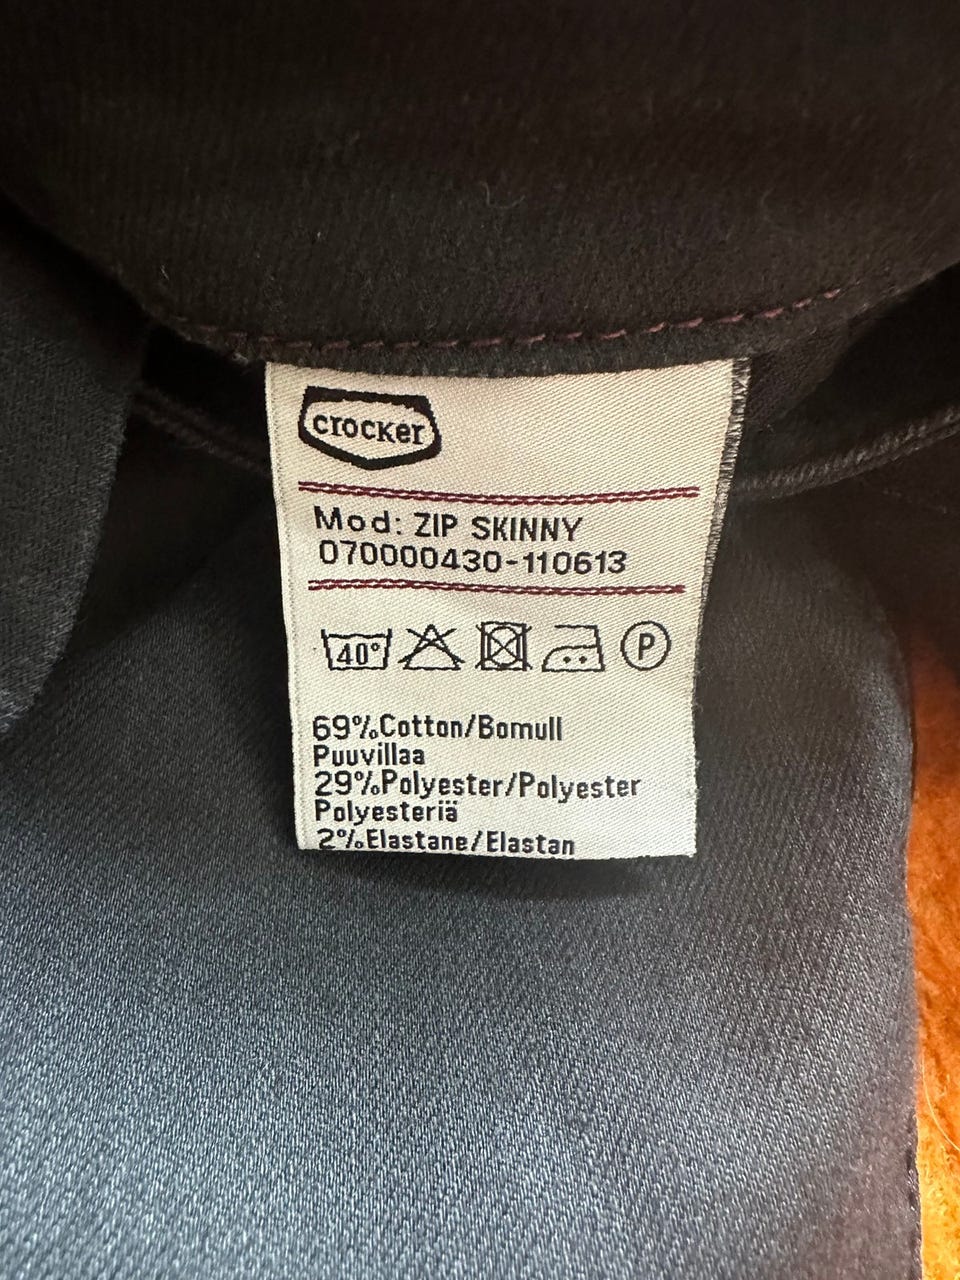 crocker
Mod: ZIP SKINNY
070000430-110613
40°
P
69%Cotton/Bomull
Puuvillaa
29%Polyester/Polyester
Polyesteriä
2%Elastane/Elastan